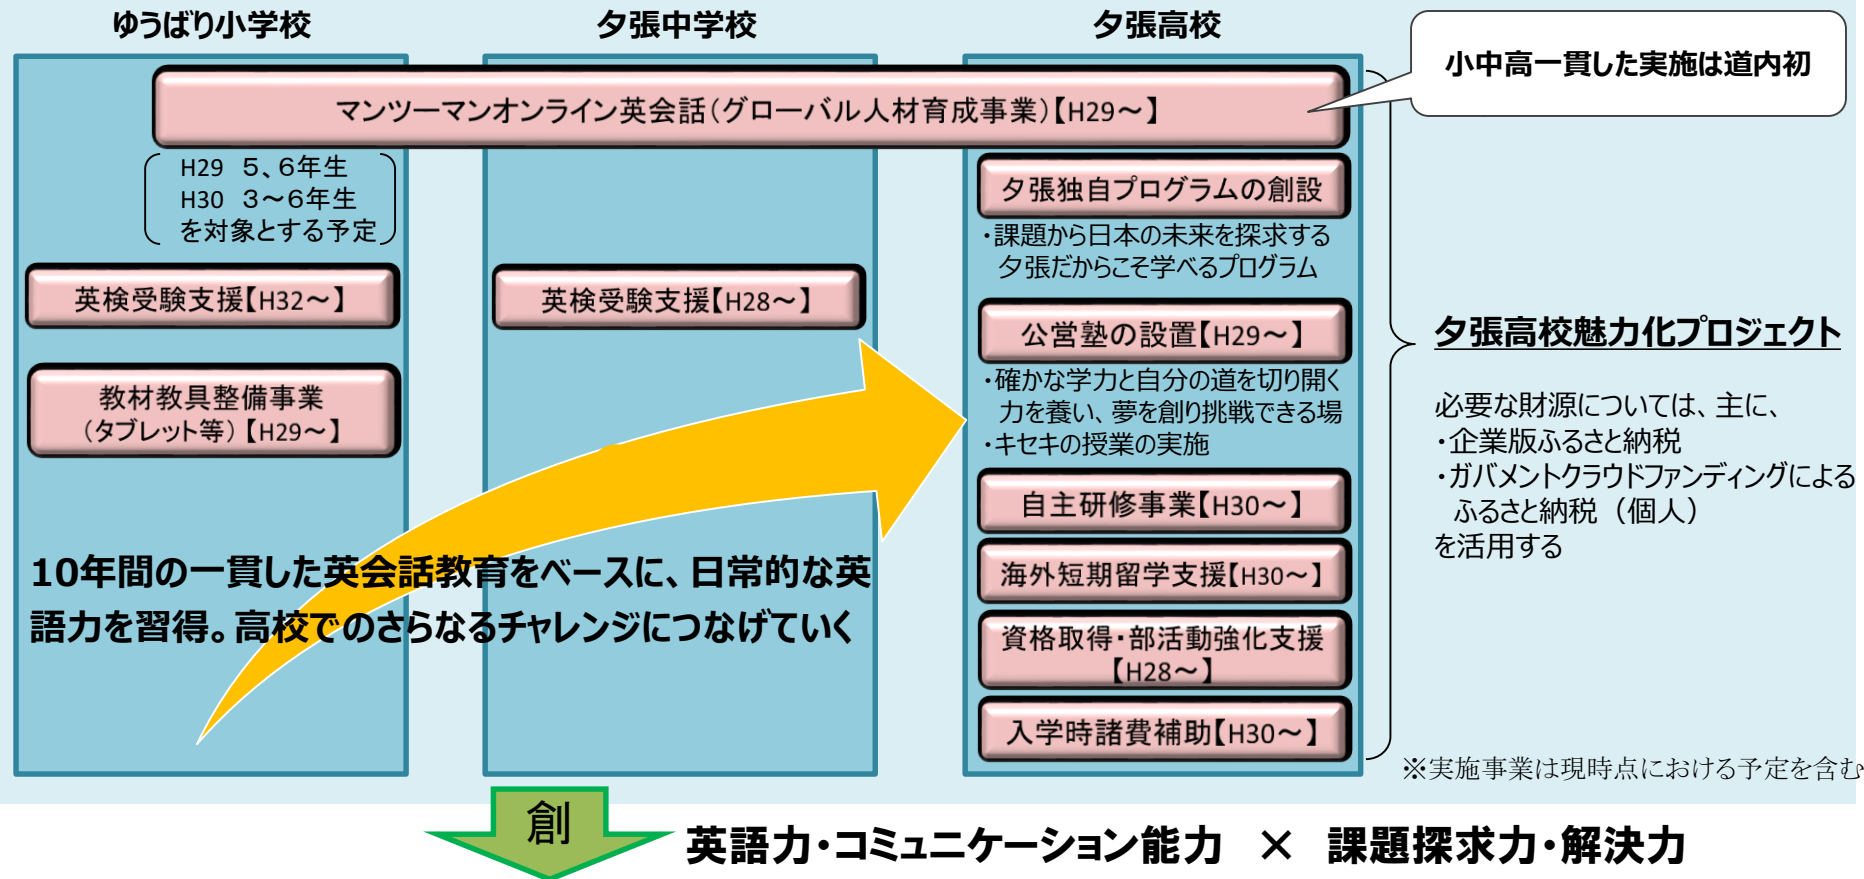 ゆうばり小学校
夕張中学校
夕張高校
小中高一貫した実施は道内初
マンツーマンオンライン英会話(グローバル人材育成事業)【H29～】
H29 5、6年生
H30 3～6年生
を対象とする予定
英検受験支援【H32～】
教材教具整備事業
(タブレット等)【H29～】
英検受験支援【H28～】
夕張独自プログラムの創設
・課題から日本の未来を探求する
夕張だからこそ学べるプログラム
公営塾の設置【H29～】
・確かな学力と自分の道を切り開く
力を養い、夢を創り挑戦できる場
・キセキの授業の実施
自主研修事業【H30～】
海外短期留学支援【H30～】
資格取得・部活動強化支援
【H28～】
入学時諸費補助【H30～】
10年間の一貫した英会話教育をベースに、日常的な英
語力を習得。高校でのさらなるチャレンジにつなげていく
夕張高校魅力化プロジェクト
必要な財源については、主に、
・企業版ふるさと納税
・ガバメントクラウドファンディングによる
ふるさと納税（個人）
を活用する
※実施事業は現時点における予定を含む
創
英語力・コミュニケーション能力 × 課題探求力・解決力